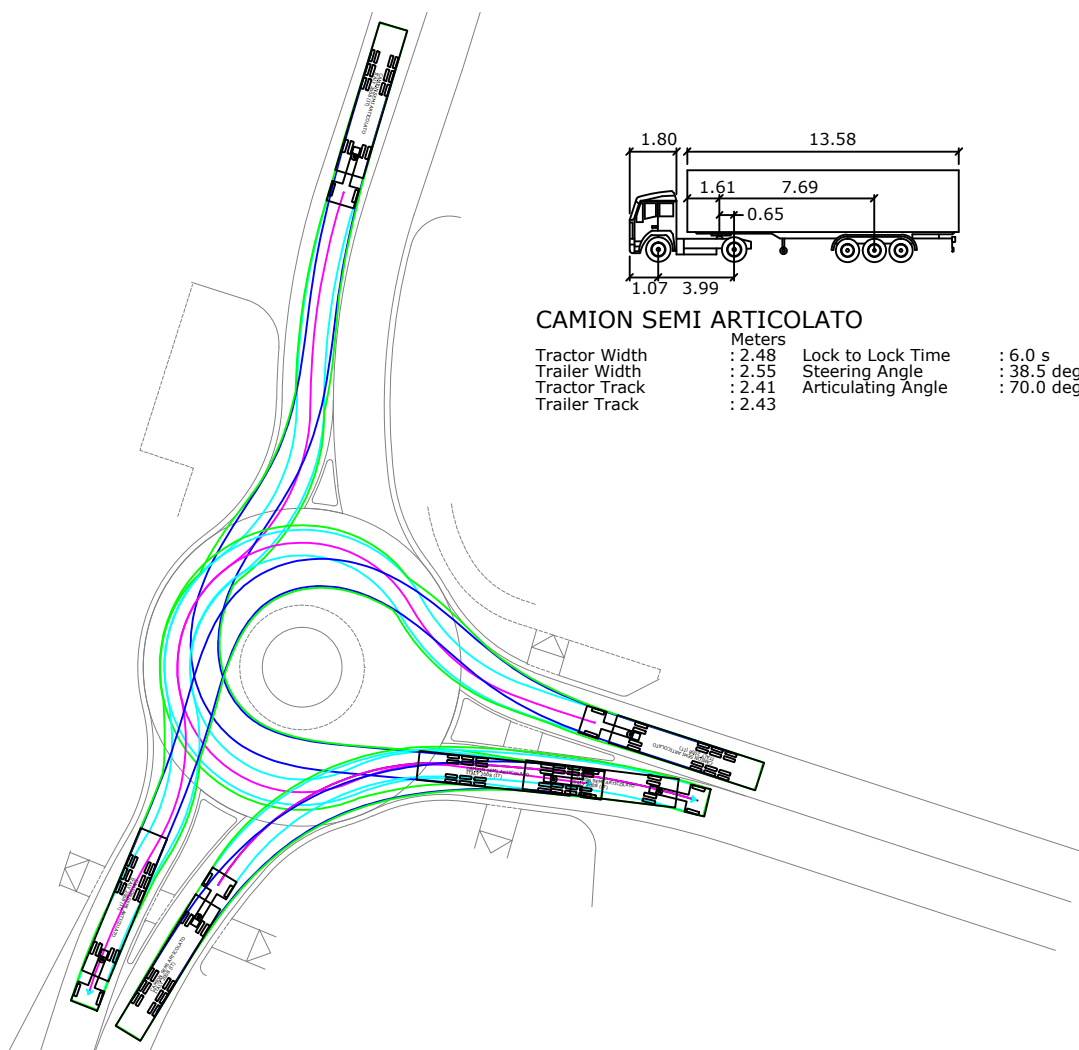 1.80 13.58
1.61 7.69
0.65
1.07 3.99
CAMION SEMI ARTICOLATO
Meters
Tractor Width : 2.48 Lock to Lock Time : 6.0 s
Trailer Width : 2.55 Steering Angle : 38.5 deg
Tractor Track : 2.41 Articulating Angle : 70.0 deg
Trailer Track : 2.43